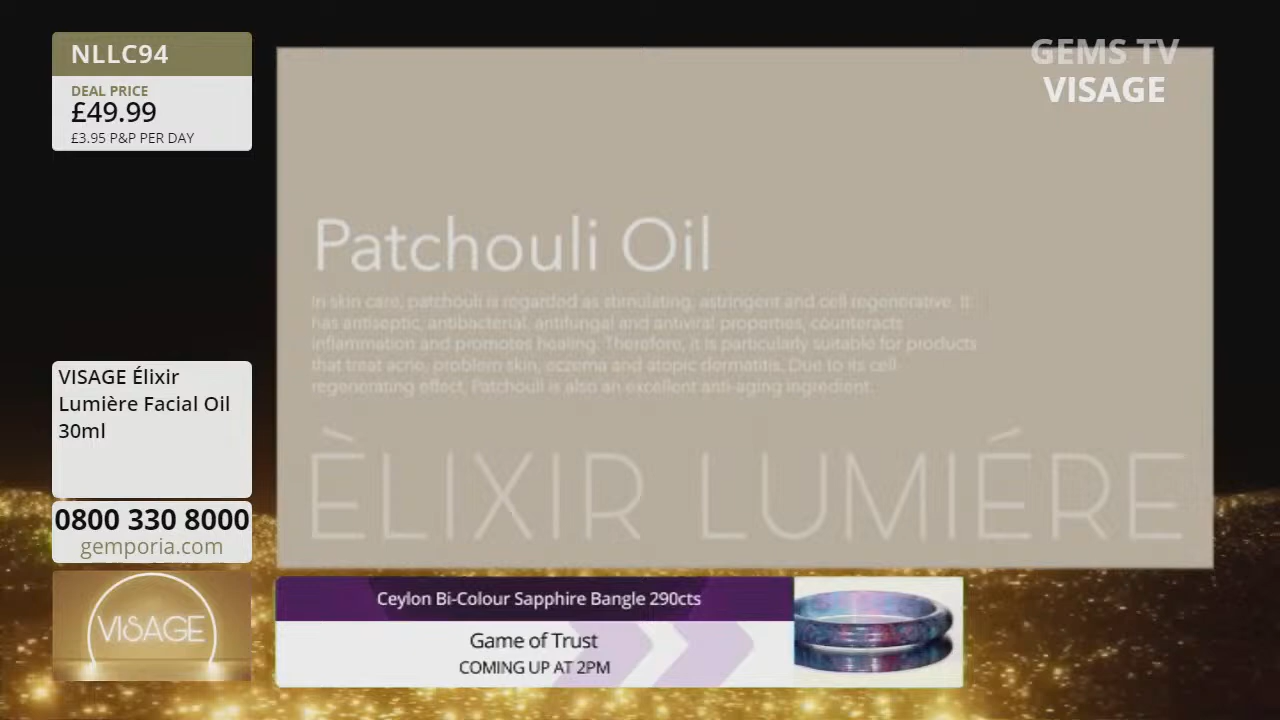 NLLC94
DEAL PRICE
£49.99
£3.95 P&P PER DAY
GEMS TV
VISAGE
Patchouli Oil
In skin care, patchouli is regarded as stimulating, astringent and cell regenerative. It
has antiseptic, antibacterial, antifungal and antiviral properties, counteracts
inflammation and promotes healing. Therefore, it is particularly suitable for products
that treat acne, problem skin, eczema and atopic dermatitis. Due to its cell-
regenerating effect, Patchouli is also an excellent anti-aging ingredient.
ÈLIXIR LUMIÉRE
VISAGE Élixir
Lumière Facial Oil
30ml
0800 330 8000
gemporia.com
VISAGE
Ceylon Bi-Colour Sapphire Bangle 290cts
Game of Trust
COMING UP AT 2PM